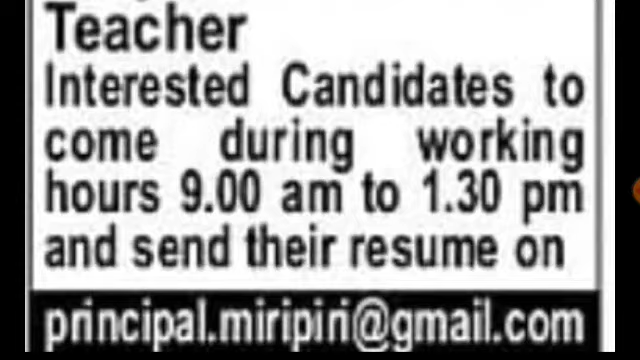 Teacher
Interested Candidates to
come during working
hours 9.00 am to 1.30 pm
and send their resume on
principal.miripiri@gmail.com